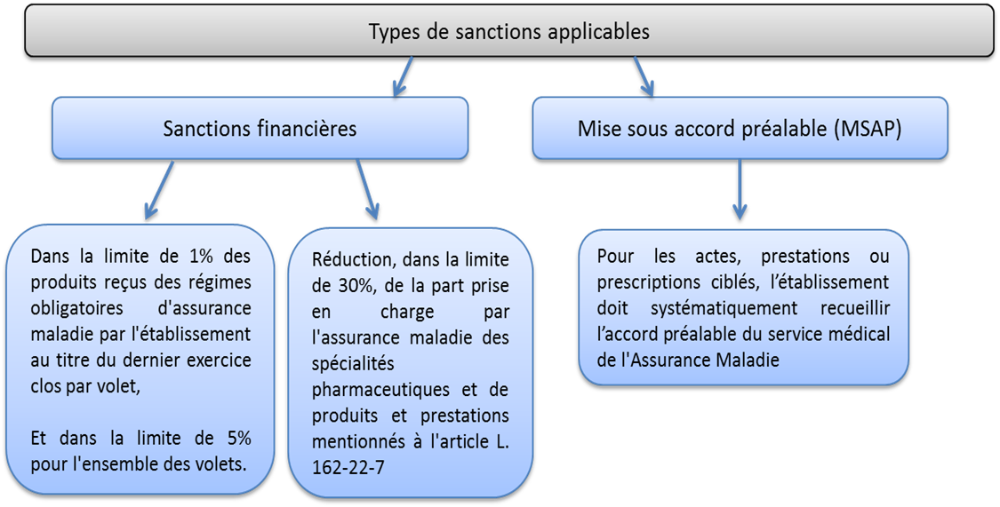 Types de sanctions applicables
Sanctions financières
Mise sous accord préalable (MSAP)
Dans la limite de 1% des
produits reçus des régimes
obligatoires d'assurance
maladie par l'établissement
au titre du dernier exercice
clos par volet,
Et dans la limite de 5%
pour l'ensemble des volets.
Réduction, dans la limite
de 30%, de la part prise
en charge par
l'assurance maladie des
spécialités
pharmaceutiques et de
produits et prestations
mentionnés à l'article L.
162-22-7
Pour les actes, prestations ou
prescriptions ciblés, l’établissement
doit systématiquement recueillir
l’accord préalable du service médical
de l'Assurance Maladie